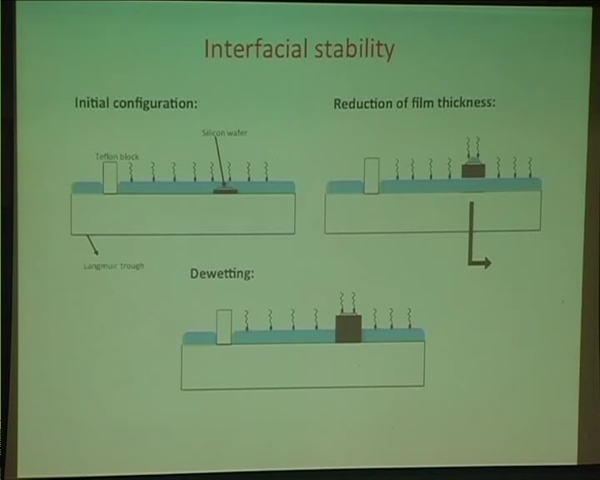 Interfacial stability
Initial configuration:
Reduction of film thickness:
Silicon wafer
Teflon block
Langmuir trough
Dewetting: